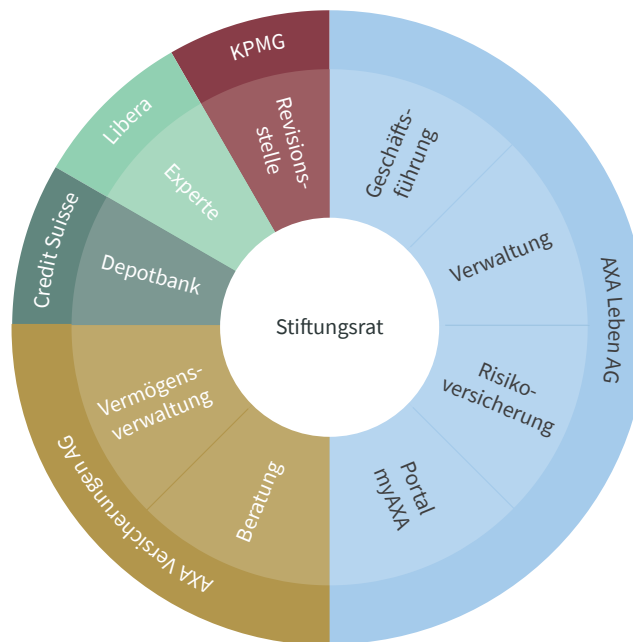 KPMG
Revisions-
stelle
Libera
Experte
Credit Suisse
Depotbank
AXA Versicherungen AG
Vermögens-
verwaltung
Beratung
Stiftungsrat
AXA Leben AG
Geschäfts-
führung
Verwaltung
Risiko-
versicherung
Portal
myAXA